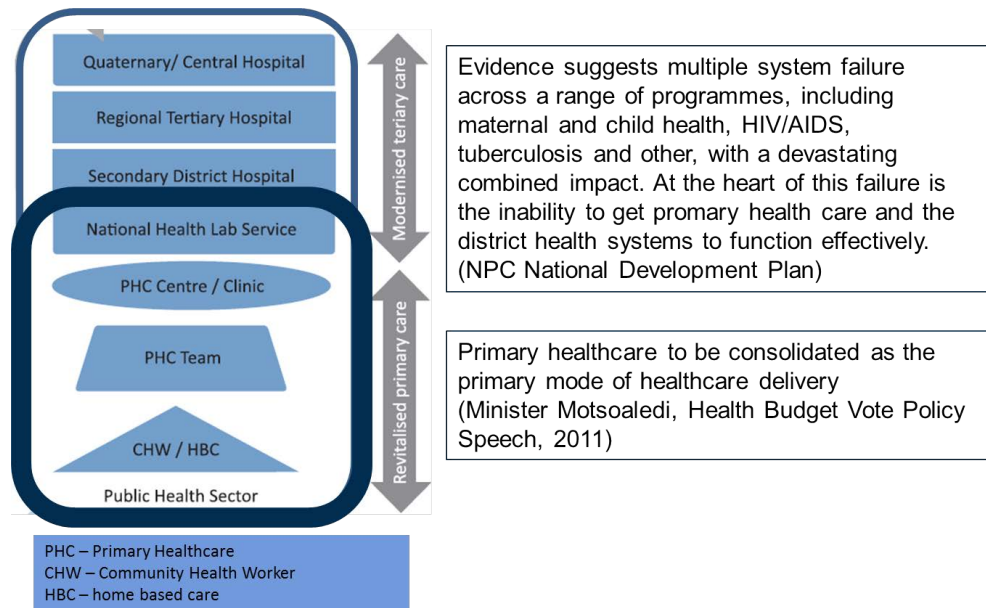 Quaternary/ Central Hospital
Regional Tertiary Hospital
Secondary District Hospital
National Health Lab Service
PHC Centre / Clinic
PHC Team
CHW / HBC
Public Health Sector
Modernised tertiary care
Revitalised primary care
PHC – Primary Healthcare
CHW – Community Health Worker
HBC – home based care
Evidence suggests multiple system failure
across a range of programmes, including
maternal and child health, HIV/AIDS,
tuberculosis and other, with a devastating
combined impact. At the heart of this failure is
the inability to get promary health care and the
district health systems to function effectively.
(NPC National Development Plan)
Primary healthcare to be consolidated as the
primary mode of healthcare delivery
(Minister Motsoaledi, Health Budget Vote Policy
Speech, 2011)